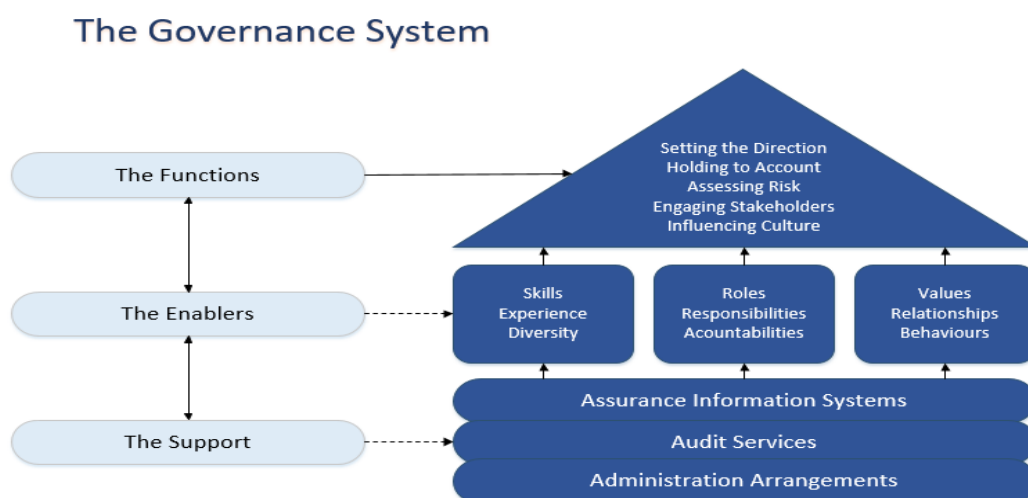 The Governance System
Setting the Direction
Holding to Account
Assessing Risk
Engaging Stakeholders
Influencing Culture
The Functions
The Enablers
Skills
Experience
Diversity
Roles
Responsibilities
Acountabilities
Values
Relationships
Behaviours
The Support
Assurance Information Systems
Audit Services
Administration Arrangements